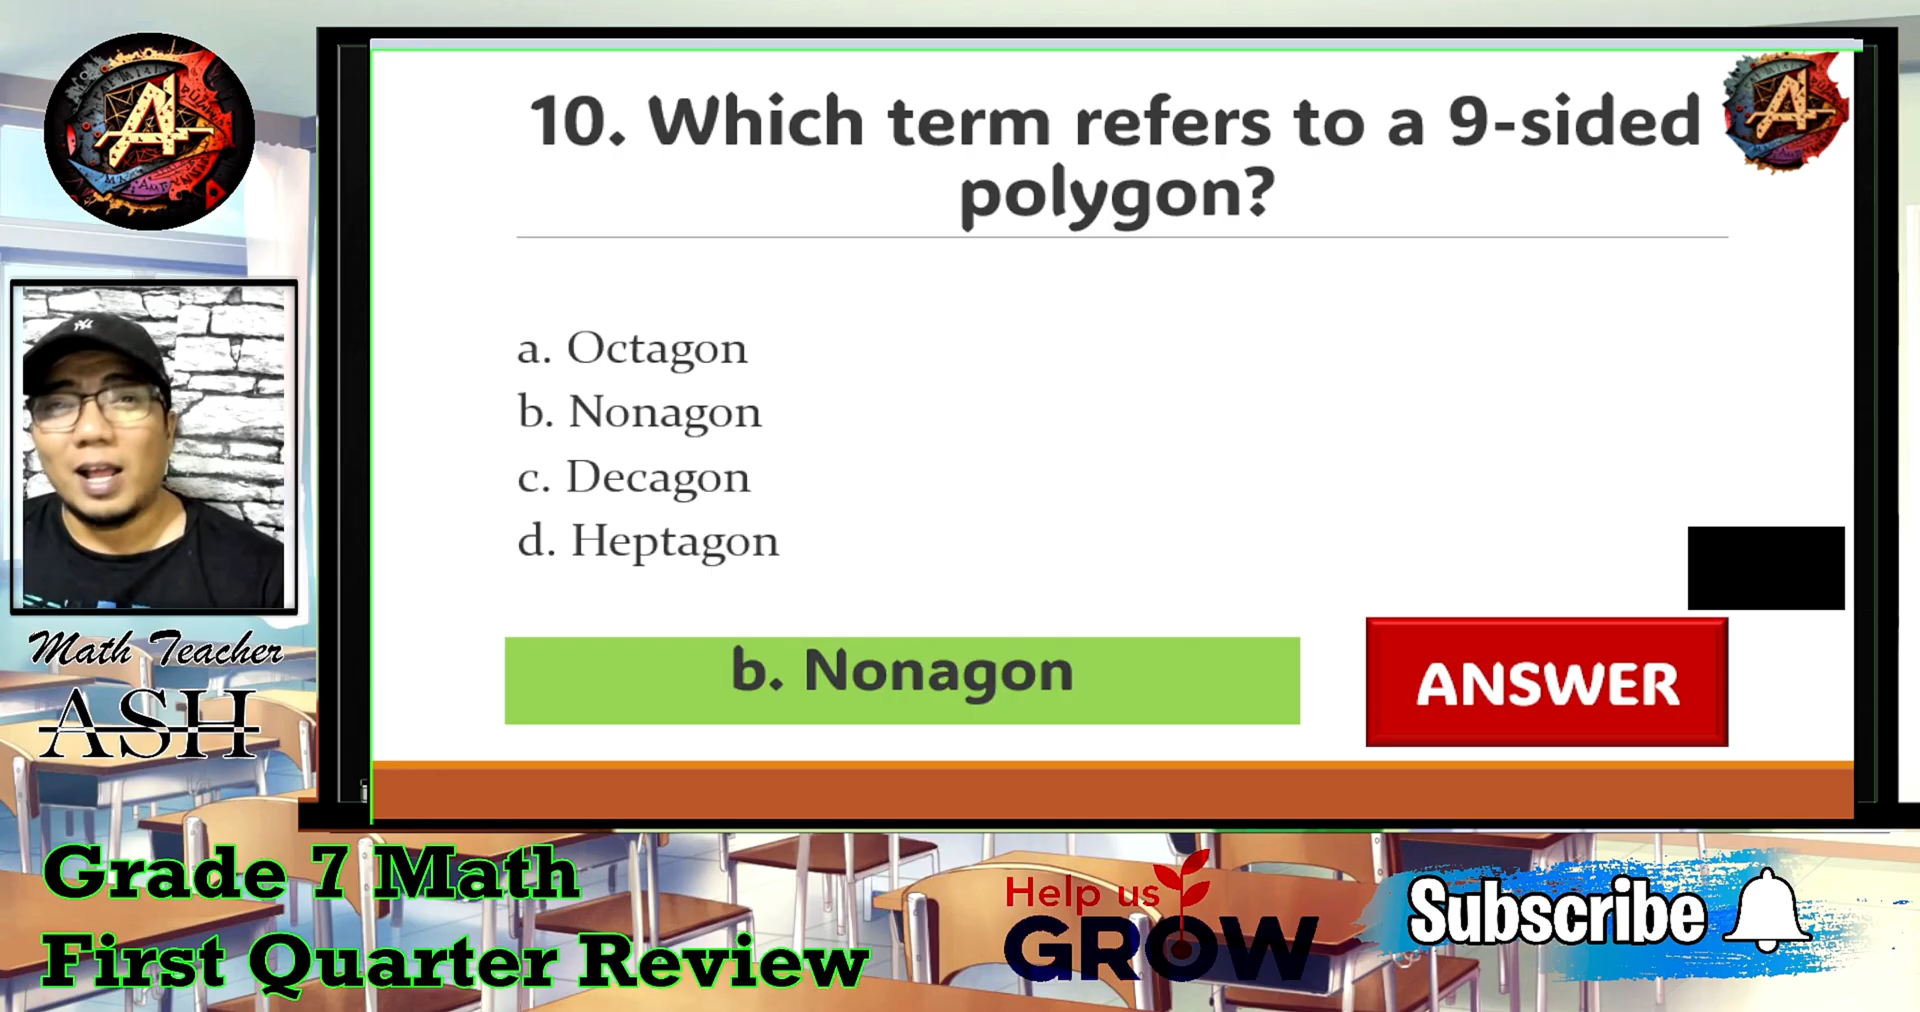 10. Which term refers to a 9-sided
polygon?
a. Octagon
b. Nonagon
c. Decagon
d. Heptagon
b. Nonagon
ANSWER
Math Teacher
ASH
Grade 7 Math
First Quarter Review
Help us
GROW
Subscribe